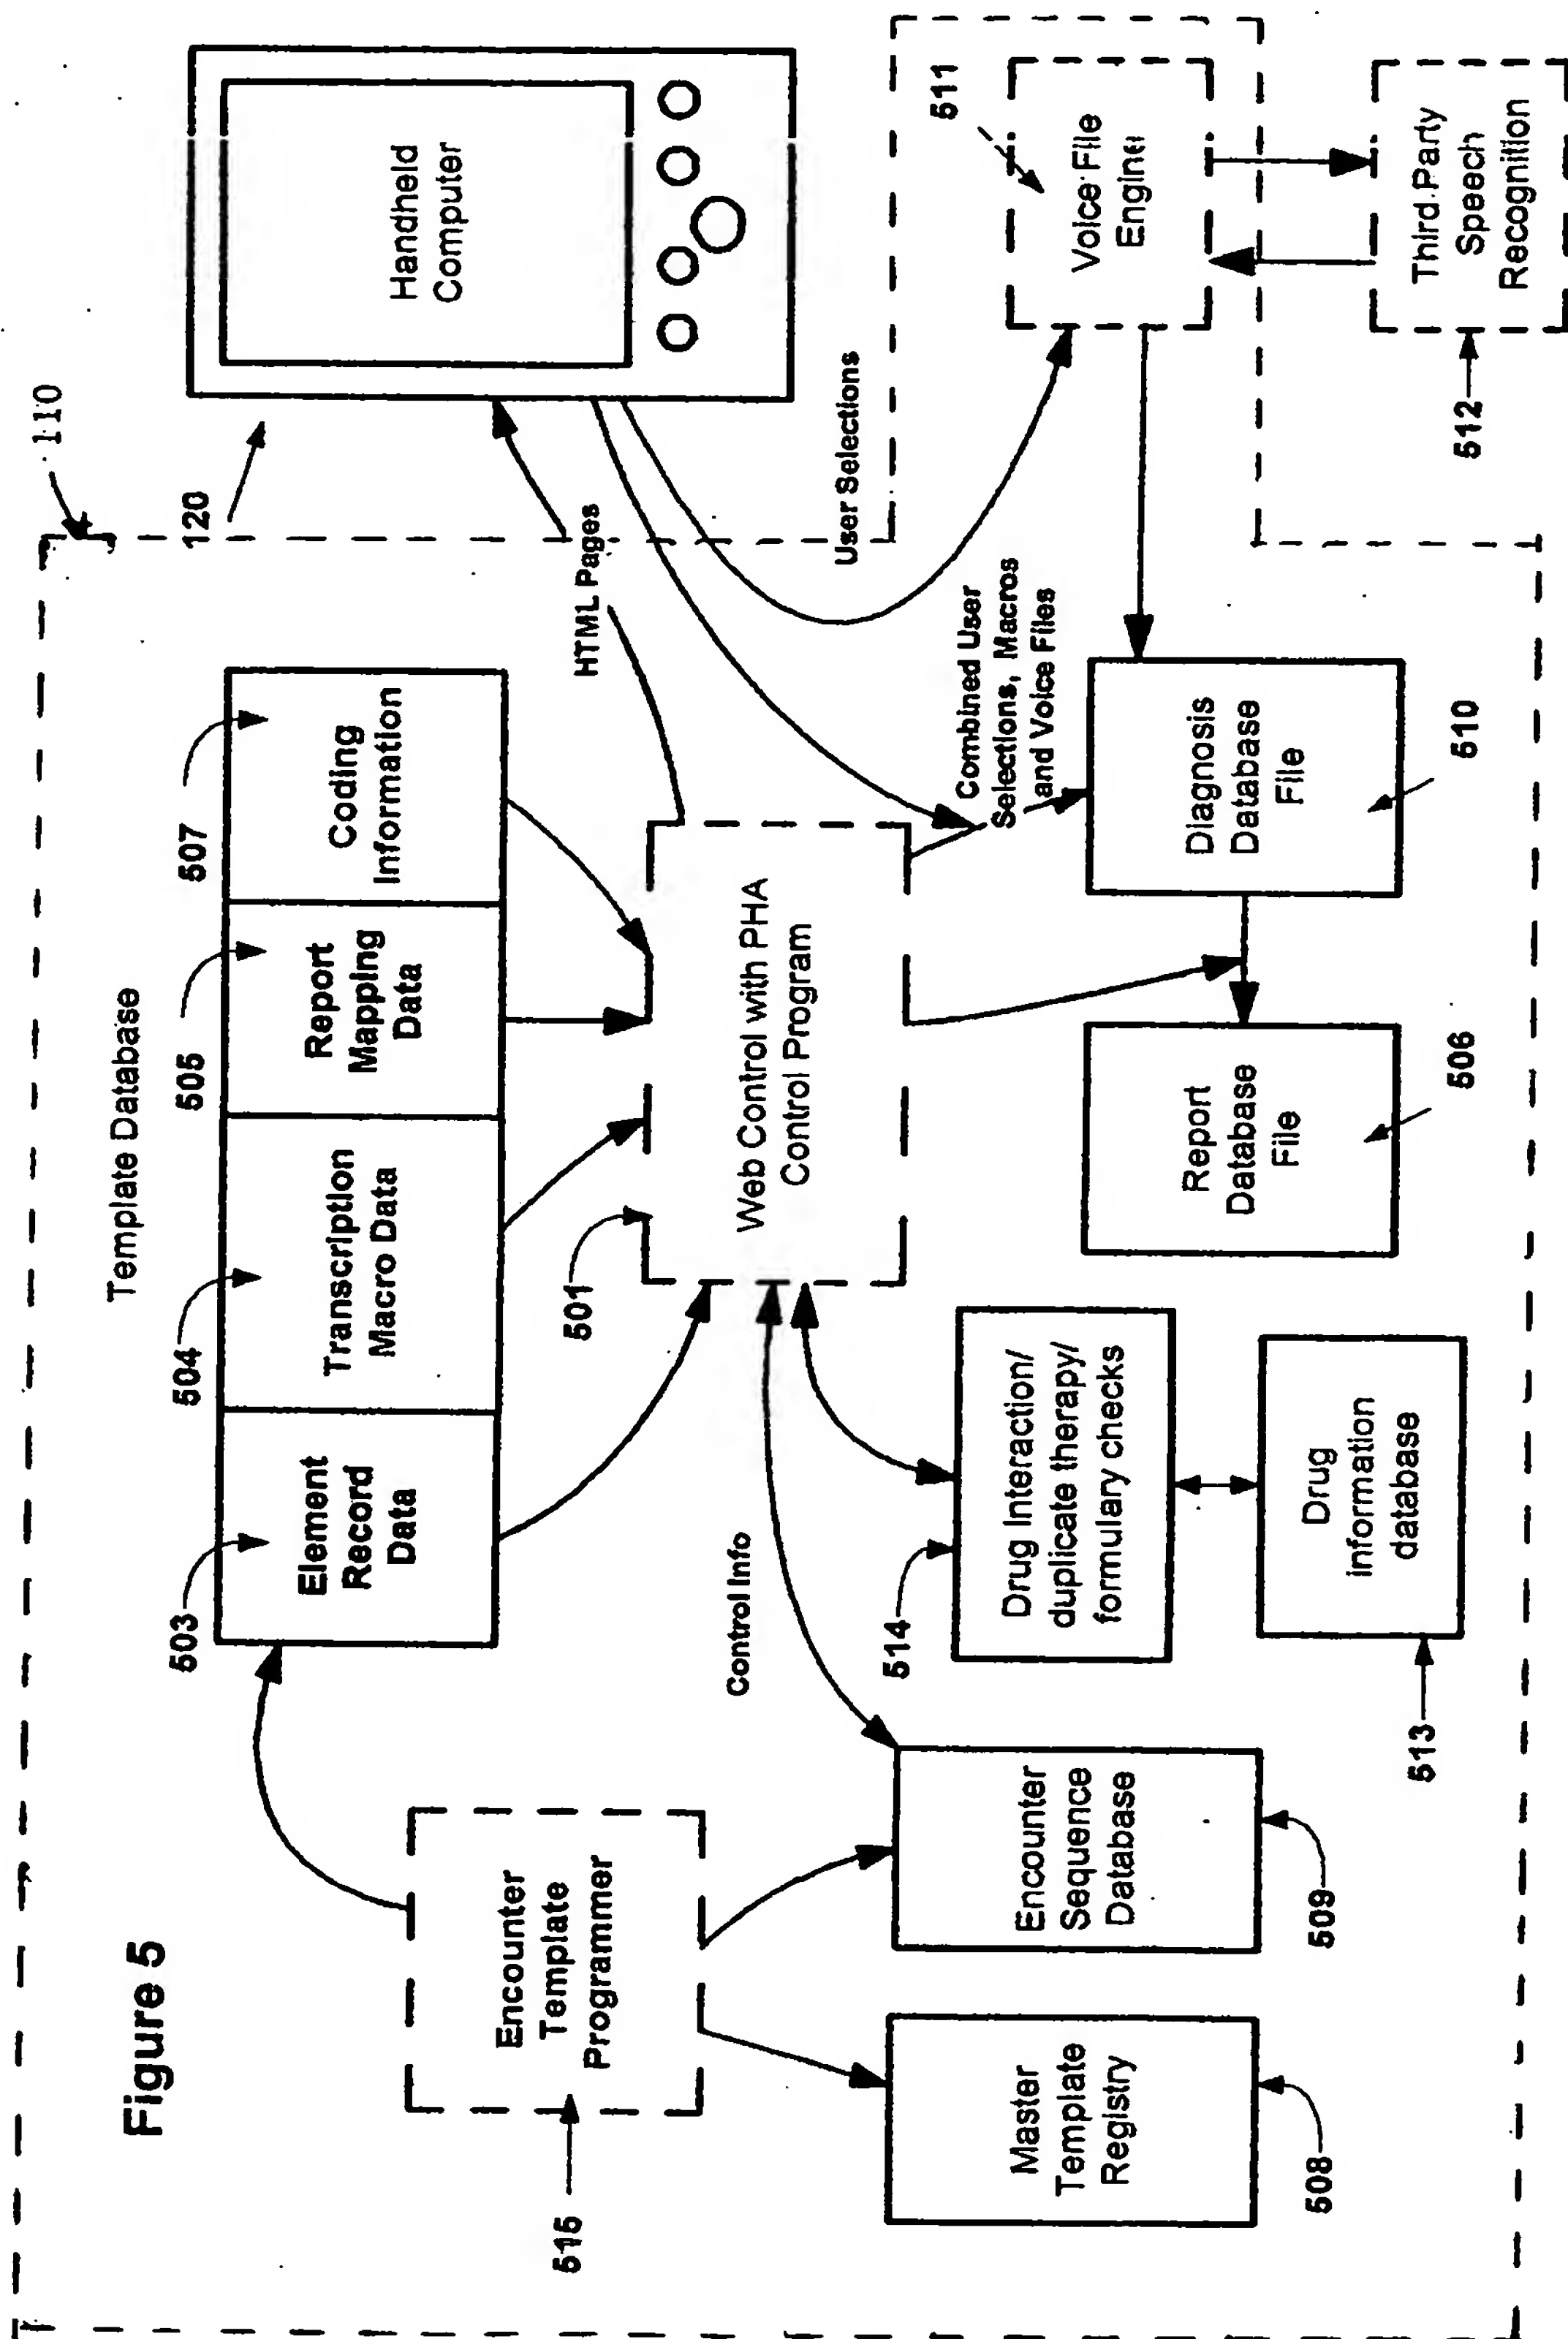 Figure 5
Template Database
110
120
Handheld
Computer
503
Element
Record
Data
504
Transcription
Macro Data
505
Report
Mapping
Data
507
Coding
Information
HTML Pages
User Selections
515
Encounter
Template
Programmer
501
Web Control with PHA
Control Program
Control Info
Combined User
Selections, Macros
and Voice Files
511
Voice File
Engine
512
Third Party
Speech
Recognition
508
Master
Template
Registry
509
Encounter
Sequence
Database
514
Drug Interaction/
duplicate therapy/
formulary checks
513
Drug
information
database
Report
Database
File
506
Diagnosis
Database
File
510